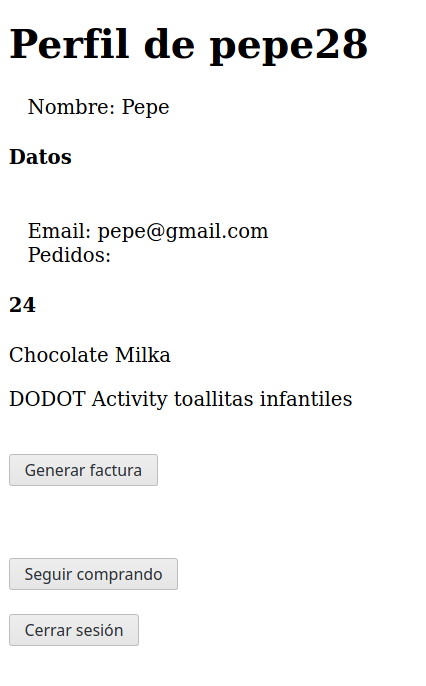 Perfil de pepe28
Nombre: Pepe
Datos
Email: pepe@gmail.com
Pedidos:
24
Chocolate Milka
DODOT Activity toallitas infantiles
Generar factura
Seguir comprando
Cerrar sesión